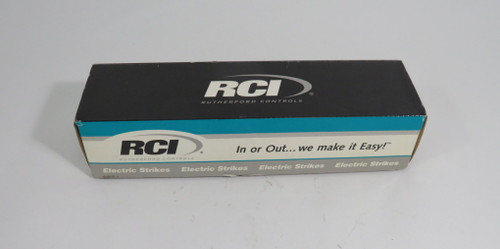 RCI®
RUTHERFORD CONTROLS
RCI®
RUTHERFORD CONTROLS
In or Out... we make it Easy!™
Electric Strikes Electric Strikes Electric Strikes Electric Strikes